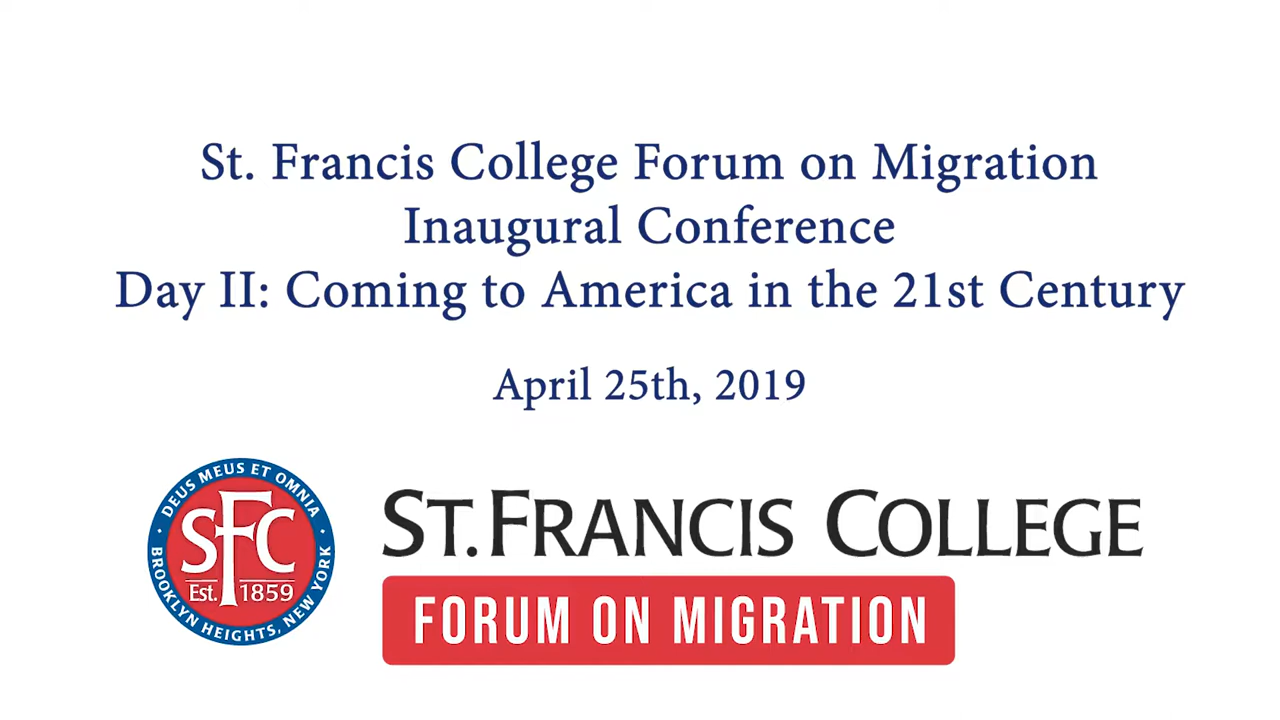 St. Francis College Forum on Migration
Inaugural Conference
Day II: Coming to America in the 21st Century
April 25th, 2019
DEUS MEUS ET OMNIA
SFC
Est. 1859
BROOKLYN HEIGHTS, NEW YORK
ST. FRANCIS COLLEGE
FORUM ON MIGRATION